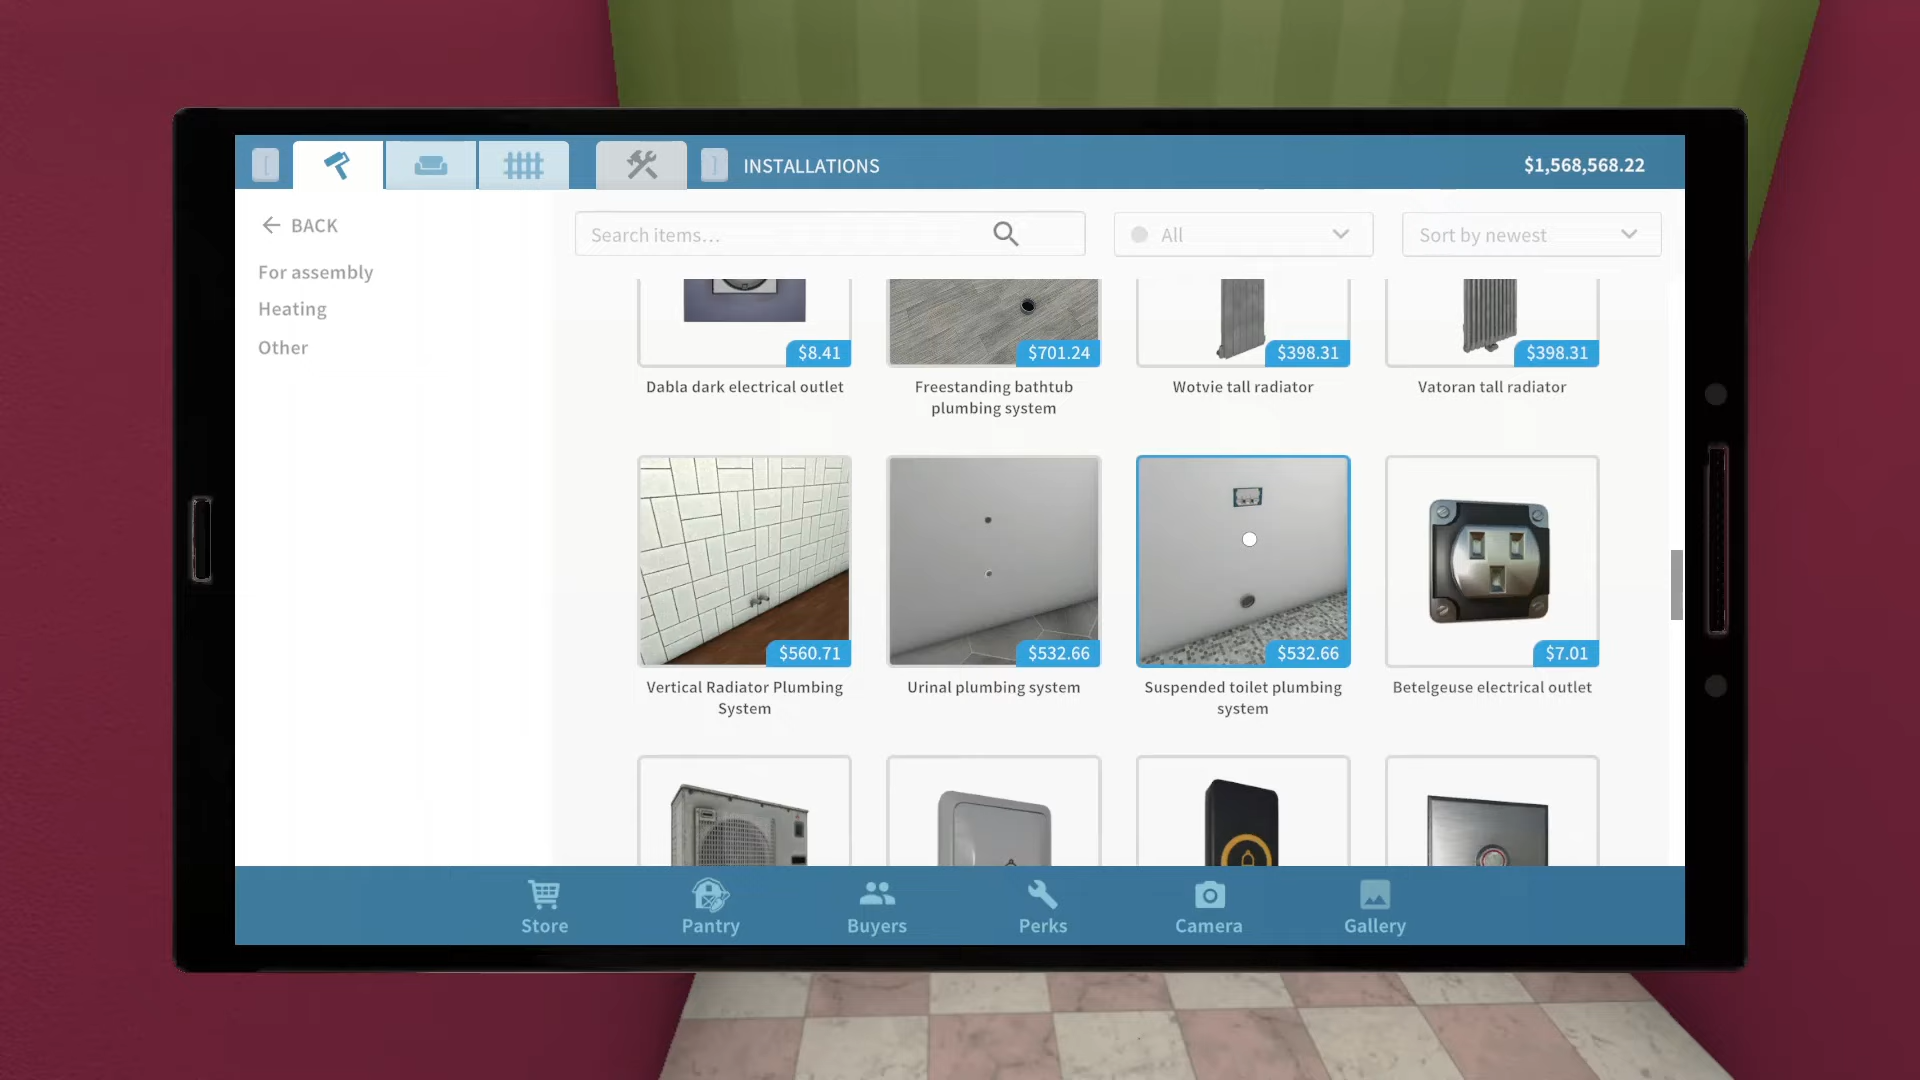 INSTALLATIONS
$1,568,568.22
BACK
For assembly
Heating
Other
Search items...
All
Sort by newest
$8.41
$701.24
$398.31
$398.31
Dabla dark electrical outlet
Freestanding bathtub
plumbing system
Wotvie tall radiator
Vatoran tall radiator
$560.71
$532.66
$532.66
$7.01
Vertical Radiator Plumbing
System
Urinal plumbing system
Suspended toilet plumbing
system
Betelgeuse electrical outlet
Store
Pantry
Buyers
Perks
Camera
Gallery